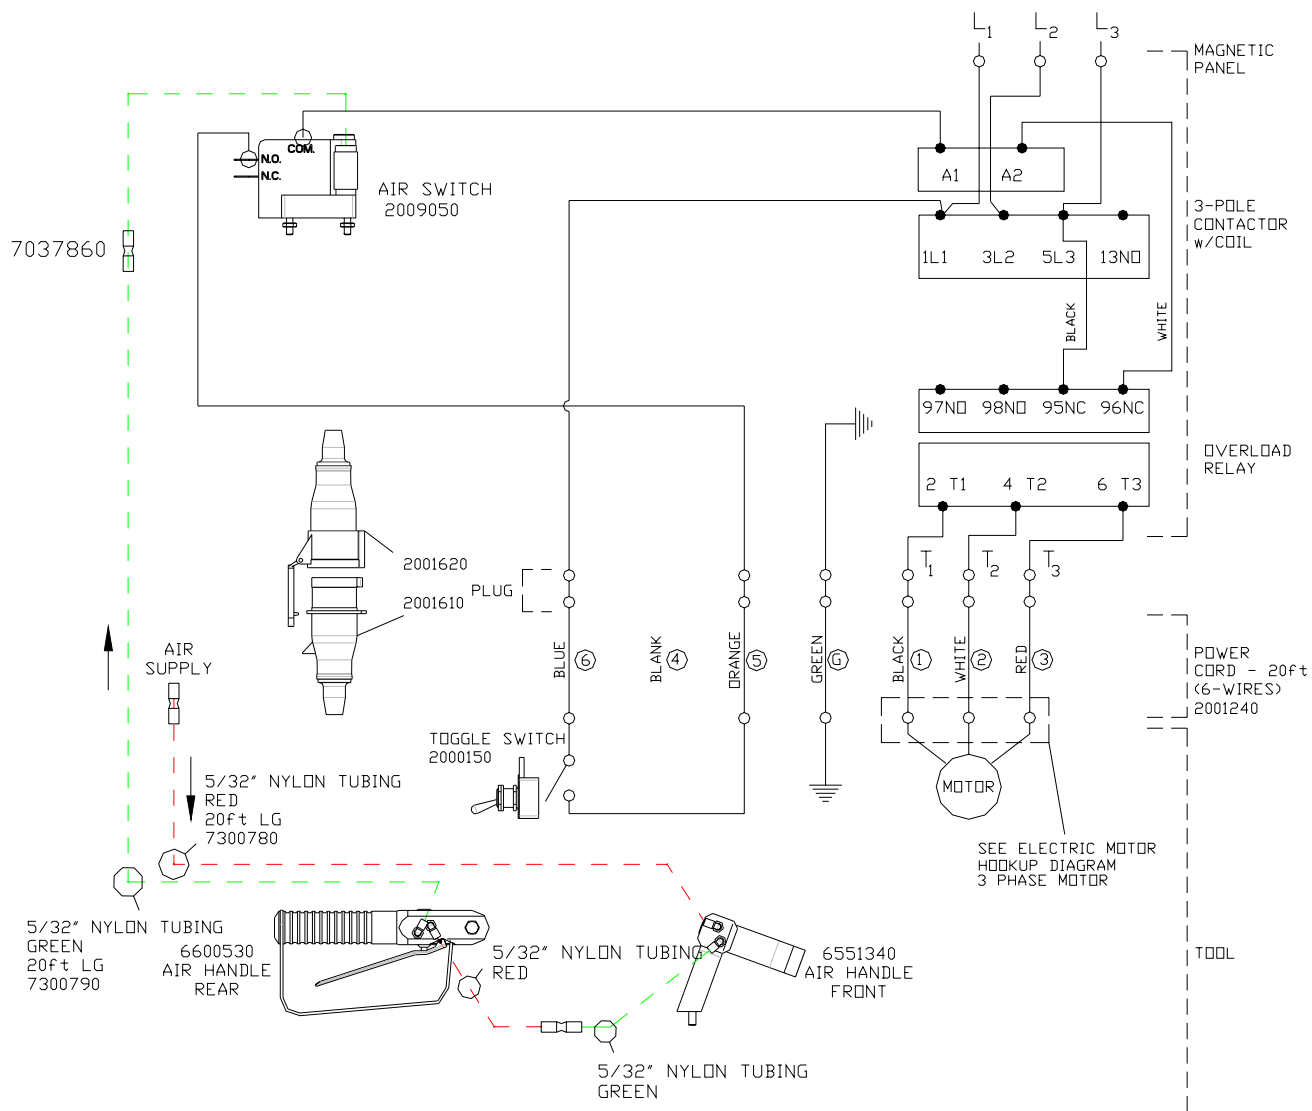 L1
L2
L3
MAGNETIC
PANEL
COM.
N.O.
N.C.
AIR SWITCH
2009050
A1 A2
3-POLE
CONTACTOR
w/COIL
7037860
1L1 3L2 5L3 13NO
BLACK
WHITE
97NO 98NO 95NC 96NC
OVERLOAD
RELAY
2 T1 4 T2 6 T3
T1
T2
T3
2001620
2001610
PLUG
BLUE 6
BLANK 4
ORANGE 5
GREEN G
BLACK 1
WHITE 2
RED 3
POWER
CORD - 20ft
(6-WIRES)
2001240
AIR
SUPPLY
TOGGLE SWITCH
2000150
MOTOR
5/32" NYLON TUBING
RED
20ft LG
7300780
SEE ELECTRIC MOTOR
HOOKUP DIAGRAM
3 PHASE MOTOR
5/32" NYLON TUBING
GREEN
20ft LG
7300790
6600530
AIR HANDLE
REAR
5/32" NYLON TUBING
RED
6551340
AIR HANDLE
FRONT
TOOL
5/32" NYLON TUBING
GREEN